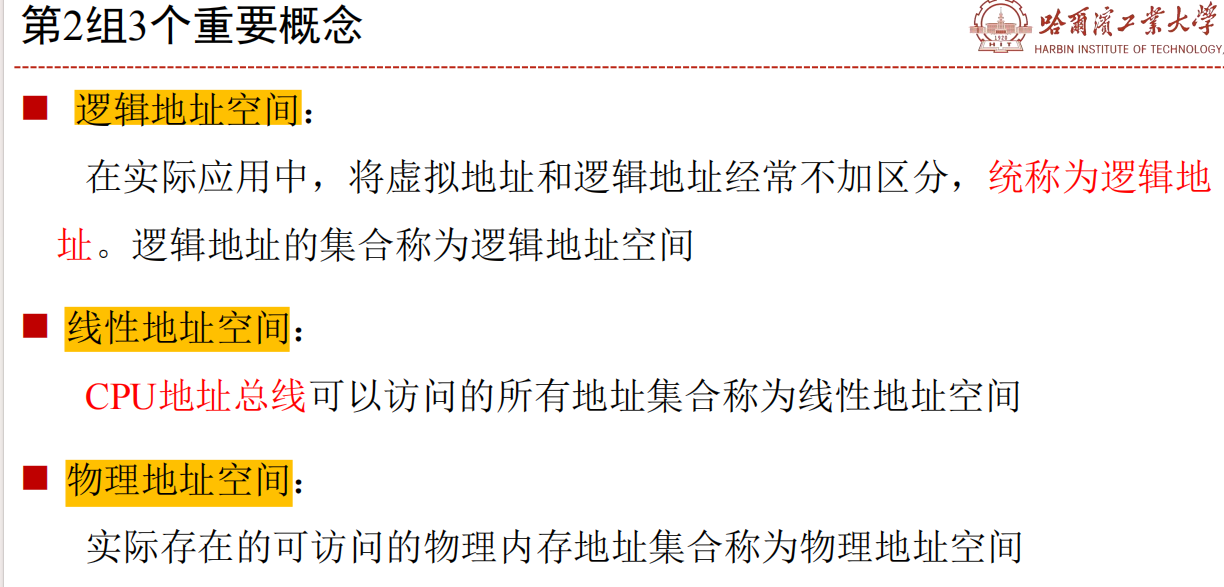 第2组3个重要概念
哈尔滨工业大学
1920
HIT
HARBIN INSTITUTE OF TECHNOLOGY
逻辑地址空间：
在实际应用中，将虚拟地址和逻辑地址经常不加区分，统称为逻辑地
址。逻辑地址的集合称为逻辑地址空间
线性地址空间：
CPU地址总线可以访问的所有地址集合称为线性地址空间
物理地址空间：
实际存在的可访问的物理内存地址集合称为物理地址空间